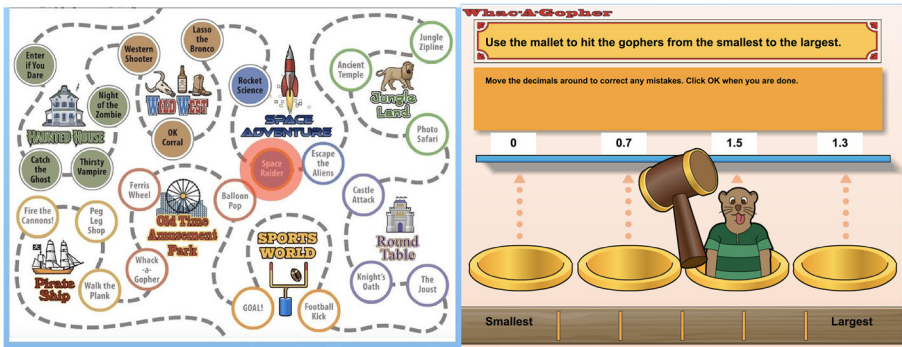 Enter
if You
Dare
Western
Shooter
Lasso
the
Bronco
Night
of the
Zombie
HAUNTED HOUSE
Catch
the
Ghost
Thirsty
Vampire
WILD WEST
OK
Corral
Rocket
Science
SPACE
ADVENTURE
Space
Raider
Escape
the
Aliens
Jungle
Zipline
Ancient
Temple
Jungle
Land
Photo
Safari
Fire the
Cannons!
Peg
Leg
Shop
Pirate
Ship
Walk the
Plank
Ferris
Wheel
Old Time
Amusement
Park
Whack
-a-
Gopher
Balloon
Pop
SPORTS
WORLD
GOAL!
Football
Kick
Castle
Attack
Round
Table
Knight's
Oath
The
Joust
Whac-A-Gopher
Use the mallet to hit the gophers from the smallest to the largest.
Move the decimals around to correct any mistakes. Click OK when you are done.
0 0.7 1.5 1.3
Smallest Largest